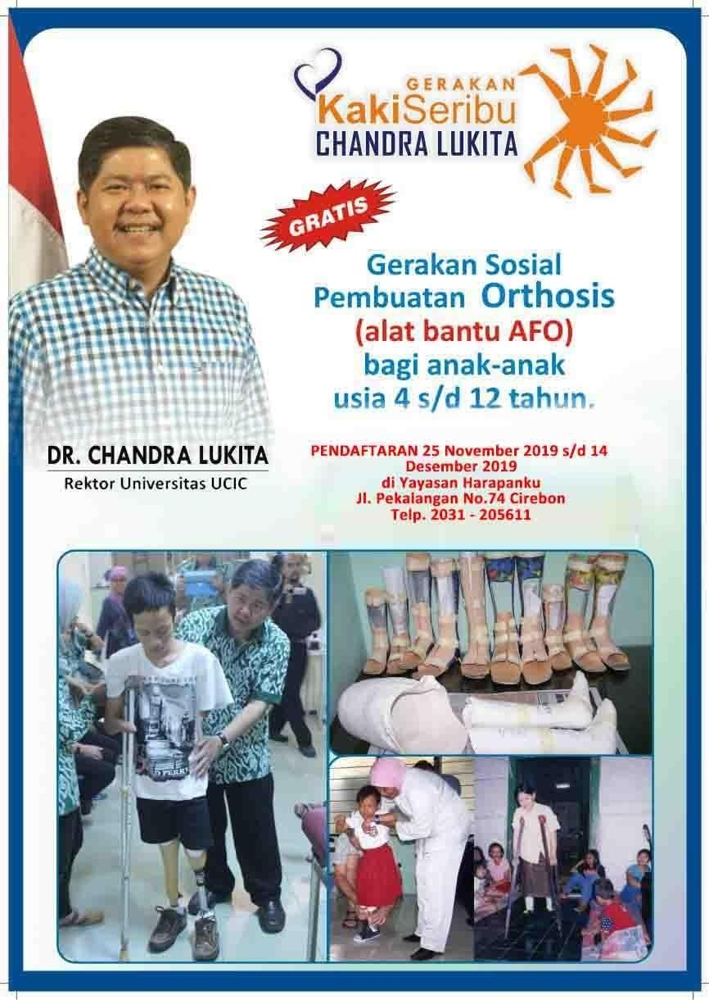 GERAKAN
KakiSeribu
CHANDRA LUKITA
GRATIS
Gerakan Sosial
Pembuatan Orthosis
(alat bantu AFO)
bagi anak-anak
usia 4 s/d 12 tahun.
DR. CHANDRA LUKITA
Rektor Universitas UCIC
PENDAFTARAN 25 November 2019 s/d 14
Desember 2019
di Yayasan Harapanku
Jl. Pekalangan No.74 Cirebon
Telp. 2031 - 205611